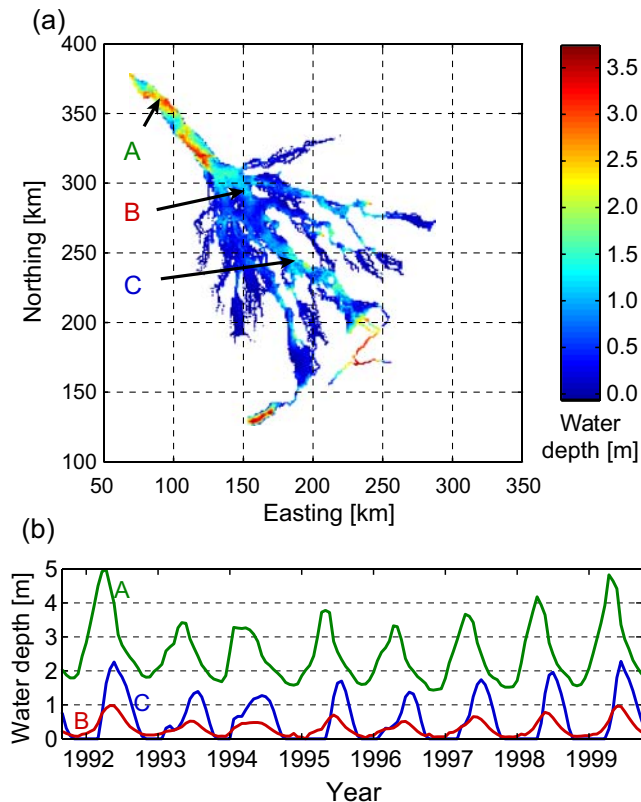 (a)
400
350
300
250
200
150
100
Northing [km]
A
B
C
50
100
150
200
250
300
350
Easting [km]
3.5
3.0
2.5
2.0
1.5
1.0
0.5
0.0
Water
depth [m]
(b)
5
4
3
2
1
0
Water depth [m]
A
B
C
1992
1993
1994
1995
1996
1997
1998
1999
Year